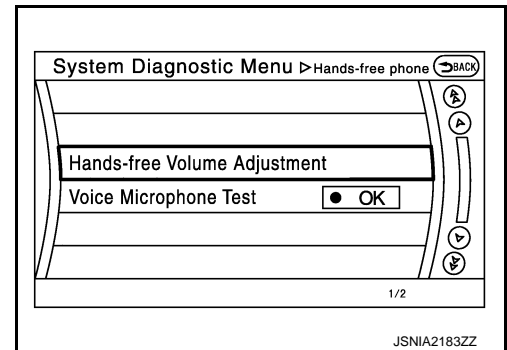 System Diagnostic Menu ▷Hands-free phone BACK
Hands-free Volume Adjustment
Voice Microphone Test ● OK
1/2
JSNIA2183ZZ